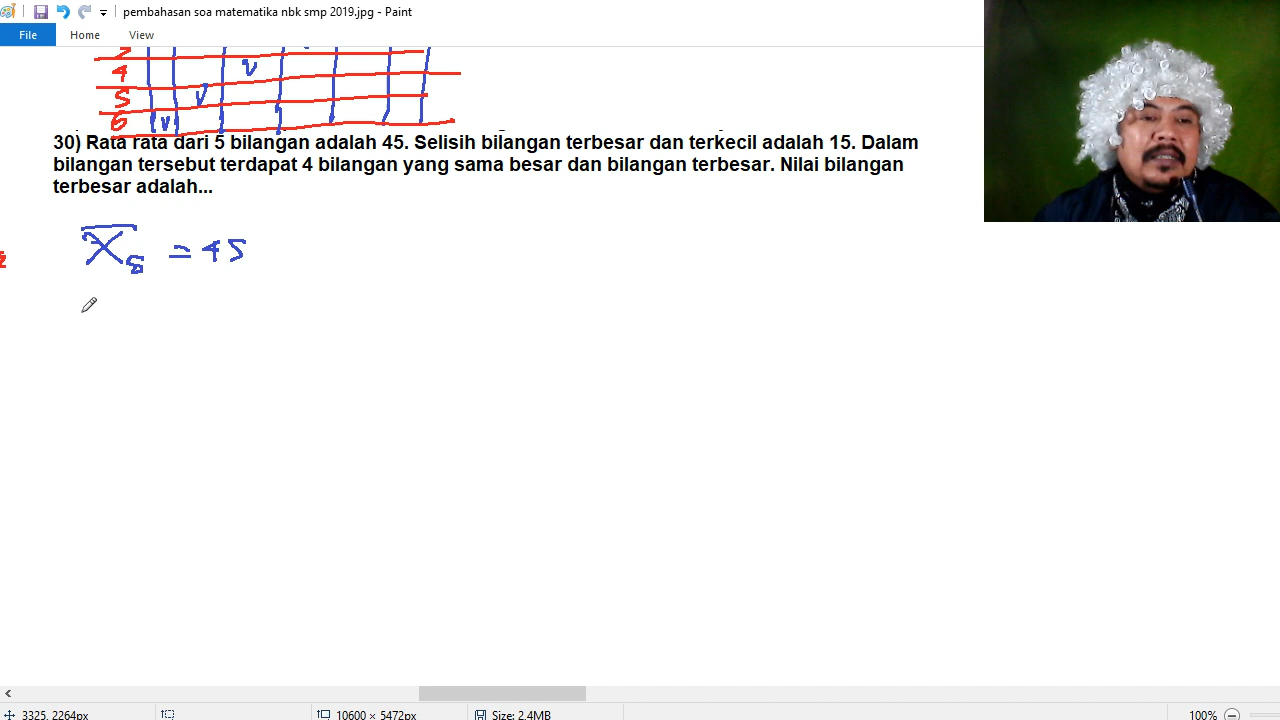 pembahasan soa matematika nbk smp 2019.jpg - Paint
File Home View
4 v
5 v
6 v
30) Rata rata dari 5 bilangan adalah 45. Selisih bilangan terbesar dan terkecil adalah 15. Dalam
bilangan tersebut terdapat 4 bilangan yang sama besar dan bilangan terbesar. Nilai bilangan
terbesar adalah...
X̅₅ = 45
3325, 2264px 10600 × 5472px Size: 2.4MB 100%